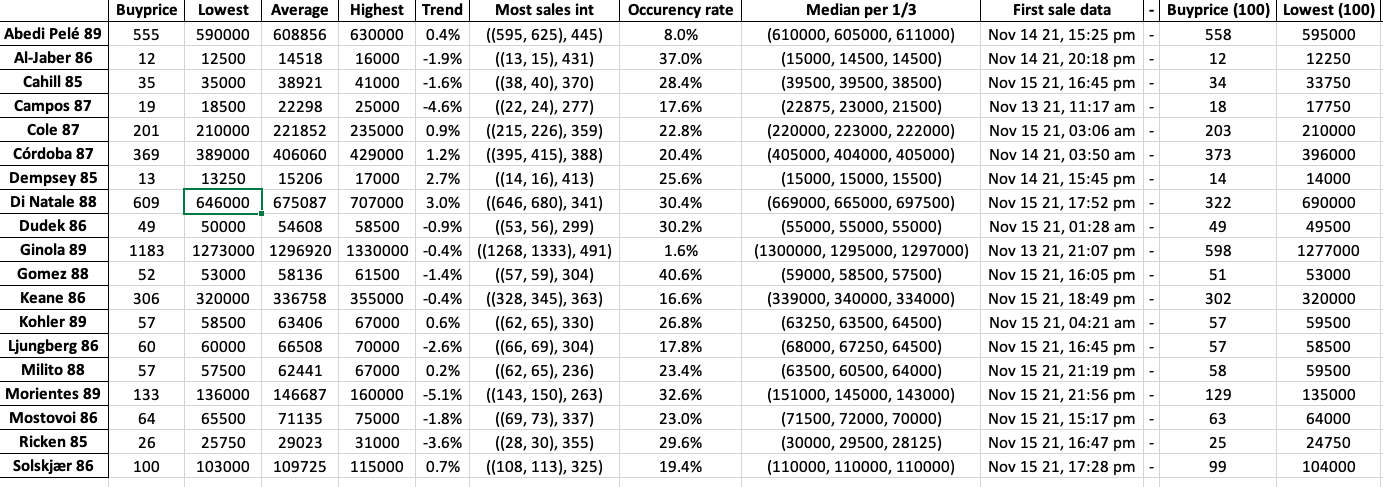 Buyprice Lowest Average Highest Trend Most sales int Occurency rate Median per 1/3 First sale data - Buyprice (100) Lowest (100)
Abedi Pelé 89 555 590000 608856 630000 0.4% ((595, 625), 445) 8.0% (610000, 605000, 611000) Nov 14 21, 15:25 pm - 558 595000
Al-Jaber 86 12 12500 14518 16000 -1.9% ((13, 15), 431) 37.0% (15000, 14500, 14500) Nov 14 21, 20:18 pm - 12 12250
Cahill 85 35 35000 38921 41000 -1.6% ((38, 40), 370) 28.4% (39500, 39500, 38500) Nov 15 21, 16:45 pm - 34 33750
Campos 87 19 18500 22298 25000 -4.6% ((22, 24), 277) 17.6% (22875, 23000, 21500) Nov 13 21, 11:17 am - 18 17750
Cole 87 201 210000 221852 235000 0.9% ((215, 226), 359) 22.8% (220000, 223000, 222000) Nov 15 21, 03:06 am - 203 210000
Córdoba 87 369 389000 406060 429000 1.2% ((395, 415), 388) 20.4% (405000, 404000, 405000) Nov 14 21, 03:50 am - 373 396000
Dempsey 85 13 13250 15206 17000 2.7% ((14, 16), 413) 25.6% (15000, 15000, 15500) Nov 14 21, 15:45 pm - 14 14000
Di Natale 88 609 646000 675087 707000 3.0% ((646, 680), 341) 30.4% (669000, 665000, 697500) Nov 15 21, 17:52 pm - 322 690000
Dudek 86 49 50000 54608 58500 -0.9% ((53, 56), 299) 30.2% (55000, 55000, 55000) Nov 15 21, 01:28 am - 49 49500
Ginola 89 1183 1273000 1296920 1330000 -0.4% ((1268, 1333), 491) 1.6% (1300000, 1295000, 1297000) Nov 13 21, 21:07 pm - 598 1277000
Gomez 88 52 53000 58136 61500 -1.4% ((57, 59), 304) 40.6% (59000, 58500, 57500) Nov 15 21, 16:05 pm - 51 53000
Keane 86 306 320000 336758 355000 -0.4% ((328, 345), 363) 16.6% (339000, 340000, 334000) Nov 15 21, 18:49 pm - 302 320000
Kohler 89 57 58500 63406 67000 0.6% ((62, 65), 330) 26.8% (63250, 63500, 64500) Nov 15 21, 04:21 am - 57 59500
Ljungberg 86 60 60000 66508 70000 -2.6% ((66, 69), 304) 17.8% (68000, 67250, 64500) Nov 15 21, 16:45 pm - 57 58500
Milito 88 57 57500 62441 67000 0.2% ((62, 65), 236) 23.4% (63500, 60500, 64000) Nov 15 21, 21:19 pm - 58 59500
Morientes 89 133 136000 146687 160000 -5.1% ((143, 150), 263) 32.6% (151000, 145000, 143000) Nov 15 21, 21:56 pm - 129 135000
Mostovoi 86 64 65500 71135 75000 -1.8% ((69, 73), 337) 23.0% (71500, 72000, 70000) Nov 15 21, 15:17 pm - 63 64000
Ricken 85 26 25750 29023 31000 -3.6% ((28, 30), 355) 29.6% (30000, 29500, 28125) Nov 15 21, 16:47 pm - 25 24750
Solskjær 86 100 103000 109725 115000 0.7% ((108, 113), 325) 19.4% (110000, 110000, 110000) Nov 15 21, 17:28 pm - 99 104000